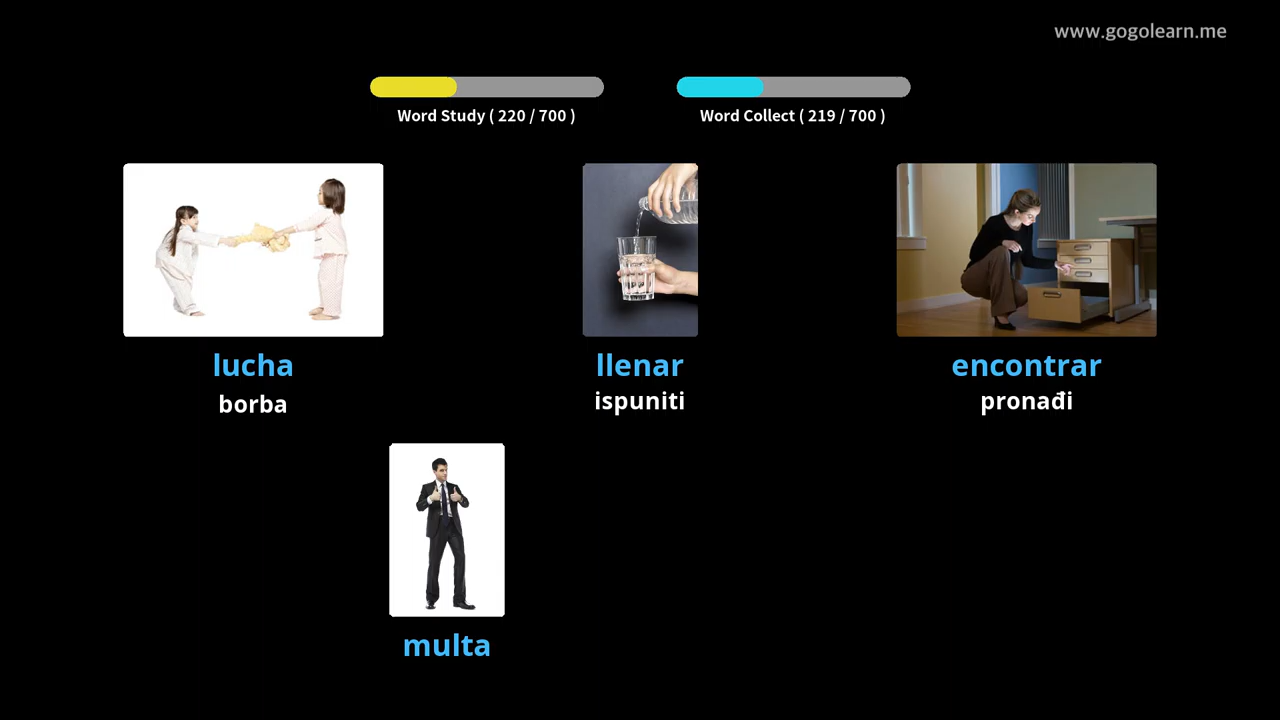 www.gogolearn.me
Word Study ( 220 / 700 )
Word Collect ( 219 / 700 )
lucha
llenar
encontrar
borba
ispuniti
pronađi
multa